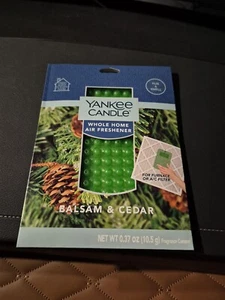 YANKEE
CANDLE®
WHOLE HOME
AIR FRESHENER
FOR FURNACE
OR A/C FILTER
BALSAM & CEDAR
NET WT 0.37 oz (10.5 g)